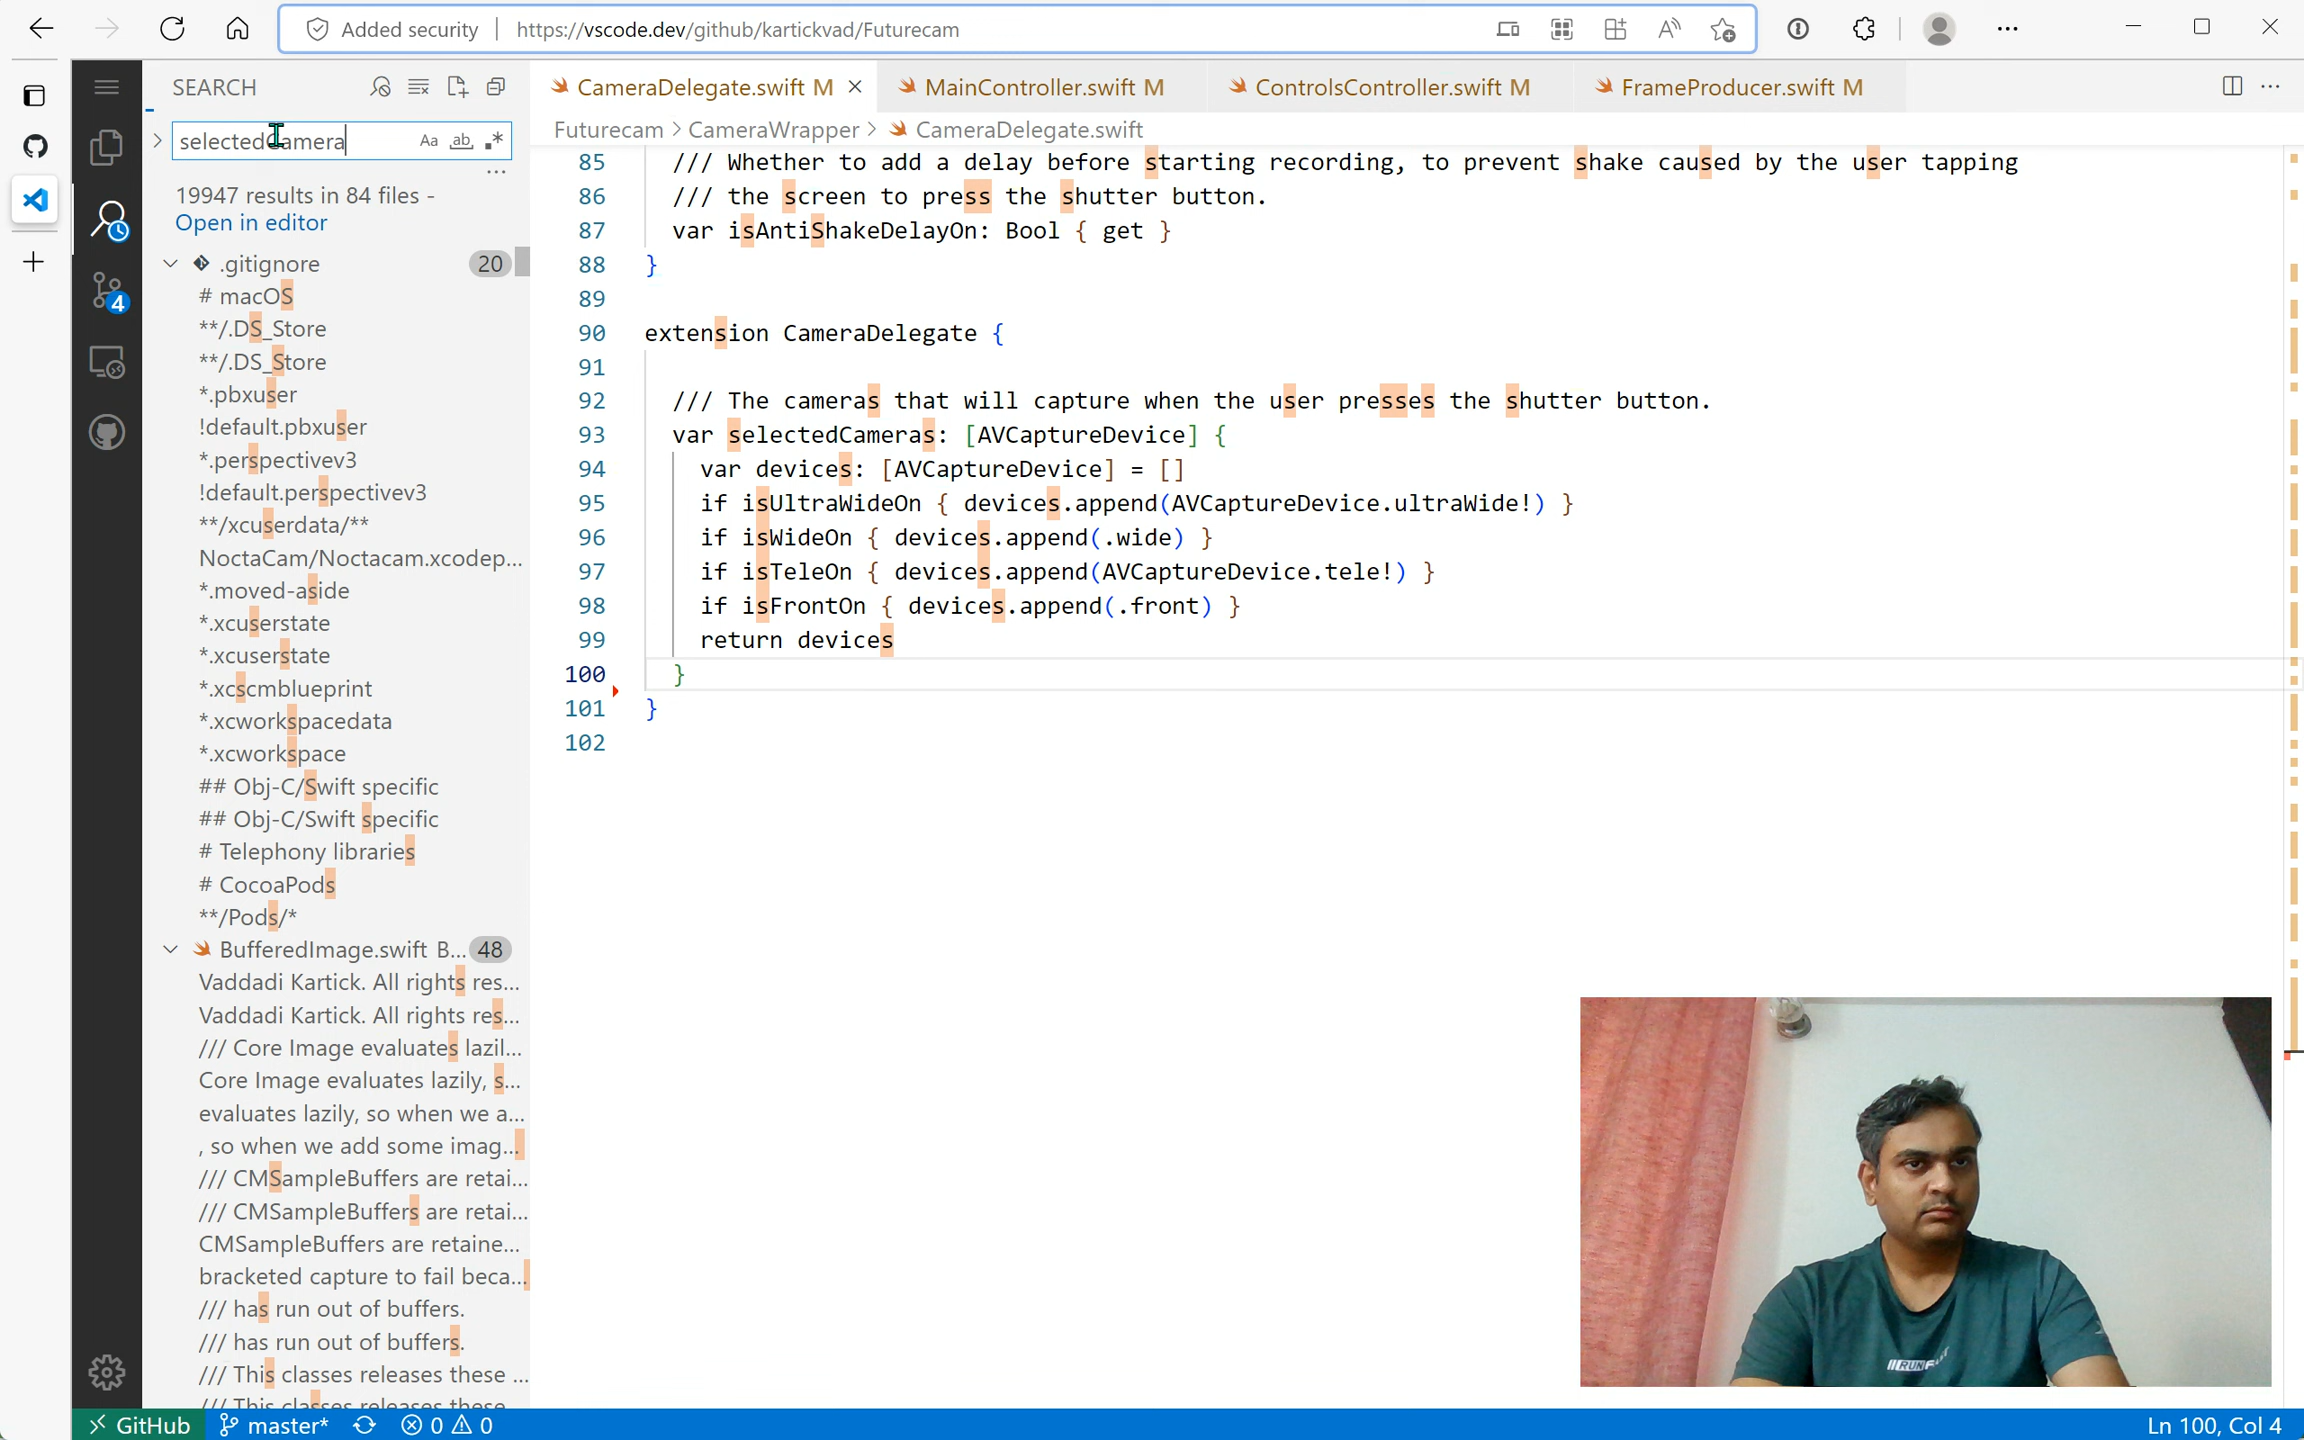 Added security
https://vscode.dev/github/kartickvad/Futurecam
SEARCH
CameraDelegate.swift M
MainController.swift M
ControlsController.swift M
FrameProducer.swift M
selectedCamera
Aa ab .*
Futurecam > CameraWrapper > CameraDelegate.swift
19947 results in 84 files -
Open in editor
.gitignore 20
# macOS
**/.DS_Store
**/.DS_Store
*.pbxuser
!default.pbxuser
*.perspectivev3
!default.perspectivev3
**/xcuserdata/**
NoctaCam/Noctacam.xcodep...
*.moved-aside
*.xcuserstate
*.xcuserstate
*.xcscmblueprint
*.xcworkspacedata
*.xcworkspace
## Obj-C/Swift specific
## Obj-C/Swift specific
# Telephony libraries
# CocoaPods
**/Pods/*
BufferedImage.swift B... 48
Vaddadi Kartick. All rights res...
Vaddadi Kartick. All rights res...
/// Core Image evaluates lazil...
Core Image evaluates lazily, s...
evaluates lazily, so when we a...
, so when we add some imag...
/// CMSampleBuffers are retai...
/// CMSampleBuffers are retai...
CMSampleBuffers are retaine...
bracketed capture to fail beca...
/// has run out of buffers.
/// has run out of buffers.
/// This classes releases these ...
/// This classes releases these
85 /// Whether to add a delay before starting recording, to prevent shake caused by the user tapping
86 /// the screen to press the shutter button.
87 var isAntiShakeDelayOn: Bool { get }
88 }
89
90 extension CameraDelegate {
91
92 /// The cameras that will capture when the user presses the shutter button.
93 var selectedCameras: [AVCaptureDevice] {
94 var devices: [AVCaptureDevice] = []
95 if isUltraWideOn { devices.append(AVCaptureDevice.ultraWide!) }
96 if isWideOn { devices.append(.wide) }
97 if isTeleOn { devices.append(AVCaptureDevice.tele!) }
98 if isFrontOn { devices.append(.front) }
99 return devices
100 }
101 }
102
4
GitHub
master*
0 0
Ln 100, Col 4